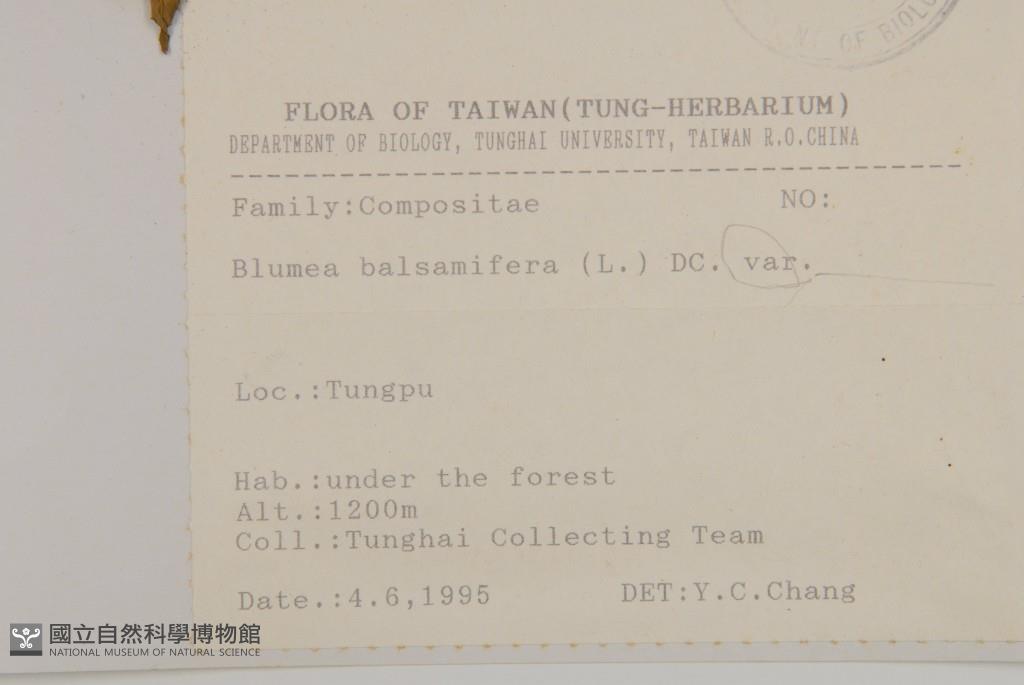 OF BIOLO
FLORA OF TAIWAN(TUNG-HERBARIUM)
DEPARTMENT OF BIOLOGY, TUNGHAI UNIVERSITY, TAIWAN R.O.CHINA
Family:Compositae NO:
Blumea balsamifera (L.) DC. var.
Loc.:Tungpu
Hab.:under the forest
Alt.:1200m
Coll.:Tunghai Collecting Team
Date.:4.6,1995 DET:Y.C.Chang
國立自然科學博物館
NATIONAL MUSEUM OF NATURAL SCIENCE